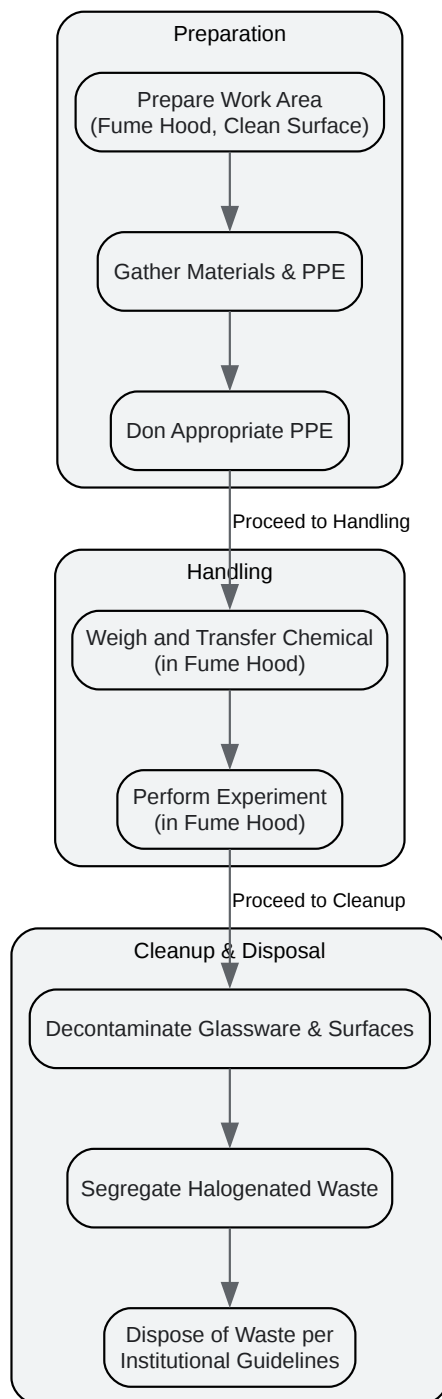 Preparation
Prepare Work Area
(Fume Hood, Clean Surface)
Gather Materials & PPE
Don Appropriate PPE
Proceed to Handling
Handling
Weigh and Transfer Chemical
(in Fume Hood)
Perform Experiment
(in Fume Hood)
Proceed to Cleanup
Cleanup & Disposal
Decontaminate Glassware & Surfaces
Segregate Halogenated Waste
Dispose of Waste per
Institutional Guidelines